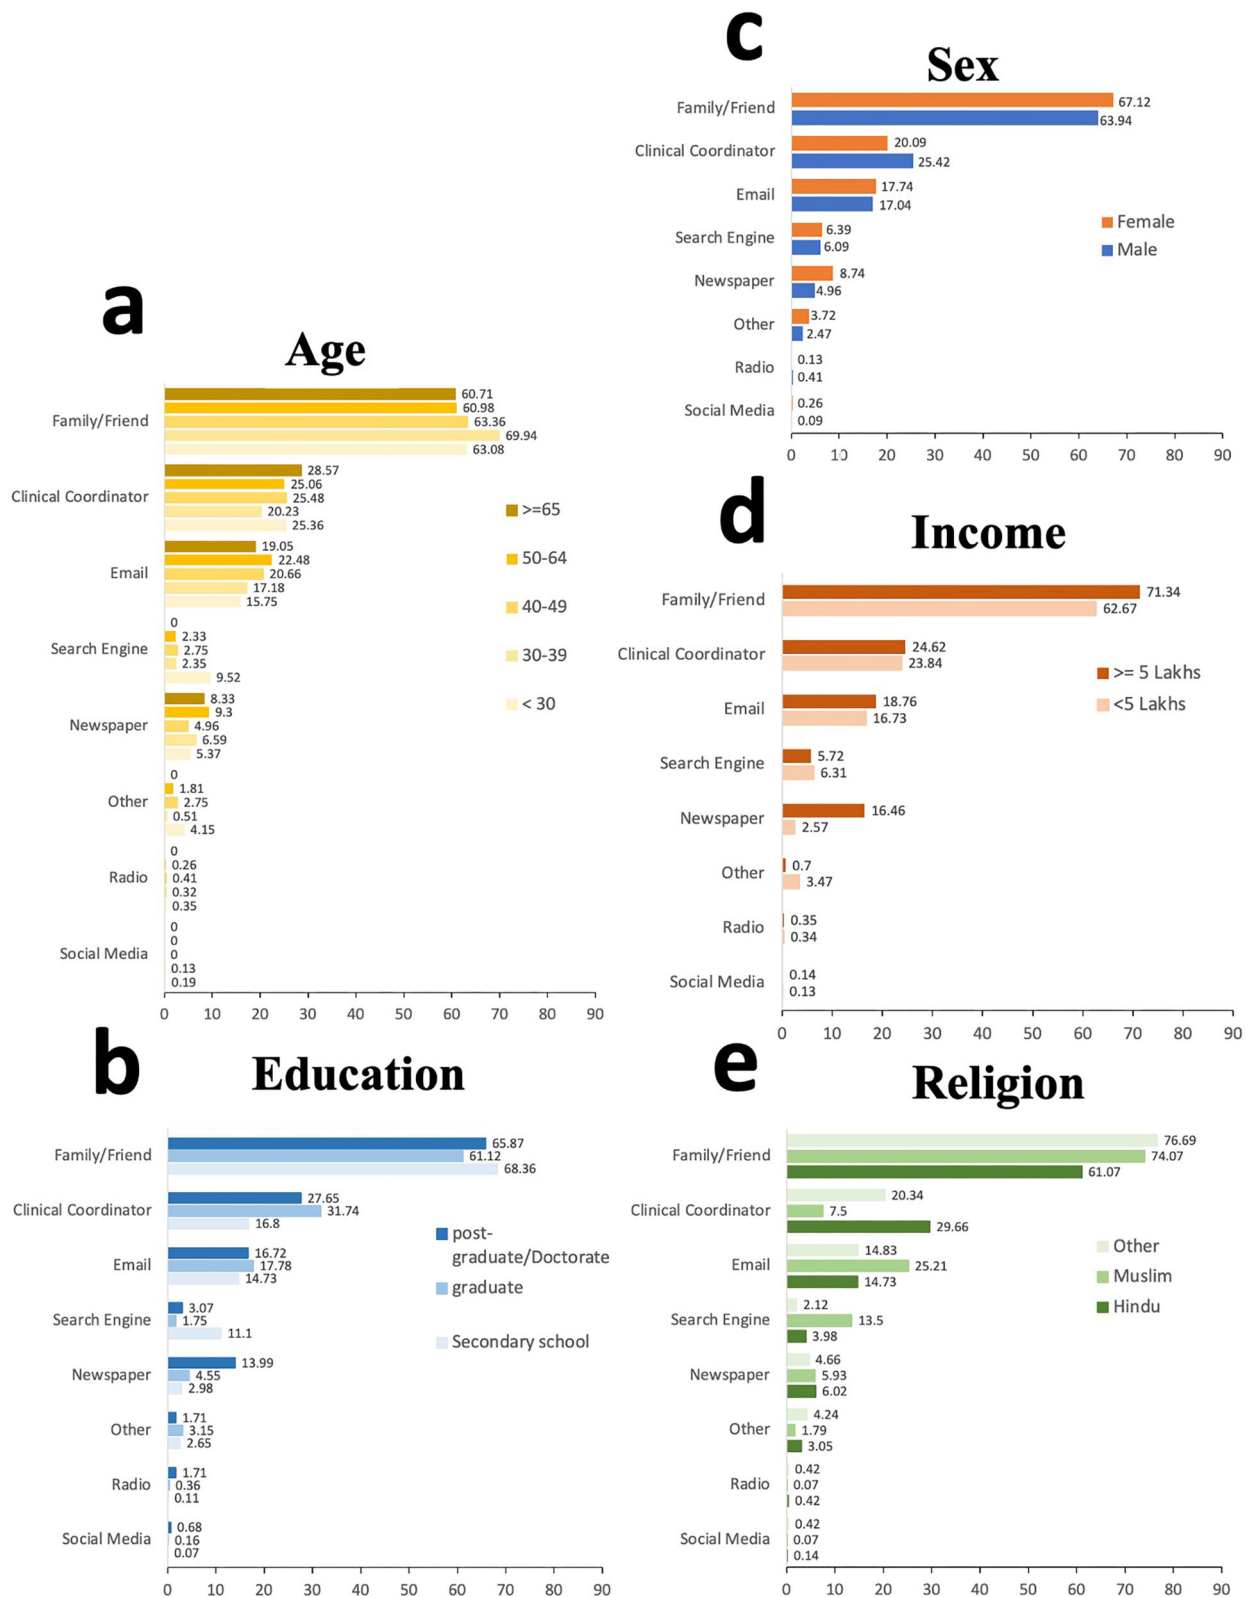 a
Age
Family/Friend
60.71
60.98
63.36
69.94
63.08
Clinical Coordinator
28.57
25.06
25.48
20.23
25.36
Email
19.05
22.48
20.66
17.18
15.75
Search Engine
0
2.33
2.75
2.35
9.52
Newspaper
8.33
9.3
4.96
6.59
5.37
Other
0
1.81
2.75
0.51
4.15
Radio
0
0.26
0.41
0.32
0.35
Social Media
0
0
0
0.13
0.19
0 10 20 30 40 50 60 70 80 90
>=65
50-64
40-49
30-39
< 30
b
Education
Family/Friend
65.87
61.12
68.36
Clinical Coordinator
27.65
31.74
16.8
Email
16.72
17.78
14.73
Search Engine
3.07
1.75
11.1
Newspaper
13.99
4.55
2.98
Other
1.71
3.15
2.65
Radio
1.71
0.36
0.11
Social Media
0.68
0.16
0.07
0 10 20 30 40 50 60 70 80 90
post-
graduate/Doctorate
graduate
Secondary school
c
Sex
Family/Friend
67.12
63.94
Clinical Coordinator
20.09
25.42
Email
17.74
17.04
Search Engine
6.39
6.09
Newspaper
8.74
4.96
Other
3.72
2.47
Radio
0.13
0.41
Social Media
0.26
0.09
0 10 20 30 40 50 60 70 80 90
Female
Male
d
Income
Family/Friend
71.34
62.67
Clinical Coordinator
24.62
23.84
Email
18.76
16.73
Search Engine
5.72
6.31
Newspaper
16.46
2.57
Other
0.7
3.47
Radio
0.35
0.34
Social Media
0.14
0.13
0 10 20 30 40 50 60 70 80 90
>= 5 Lakhs
<5 Lakhs
e
Religion
Family/Friend
76.69
74.07
61.07
Clinical Coordinator
20.34
7.5
29.66
Email
14.83
25.21
14.73
Search Engine
2.12
13.5
3.98
Newspaper
4.66
5.93
6.02
Other
4.24
1.79
3.05
Radio
0.42
0.07
0.42
Social Media
0.42
0.07
0.14
0 10 20 30 40 50 60 70 80 90
Other
Muslim
Hindu